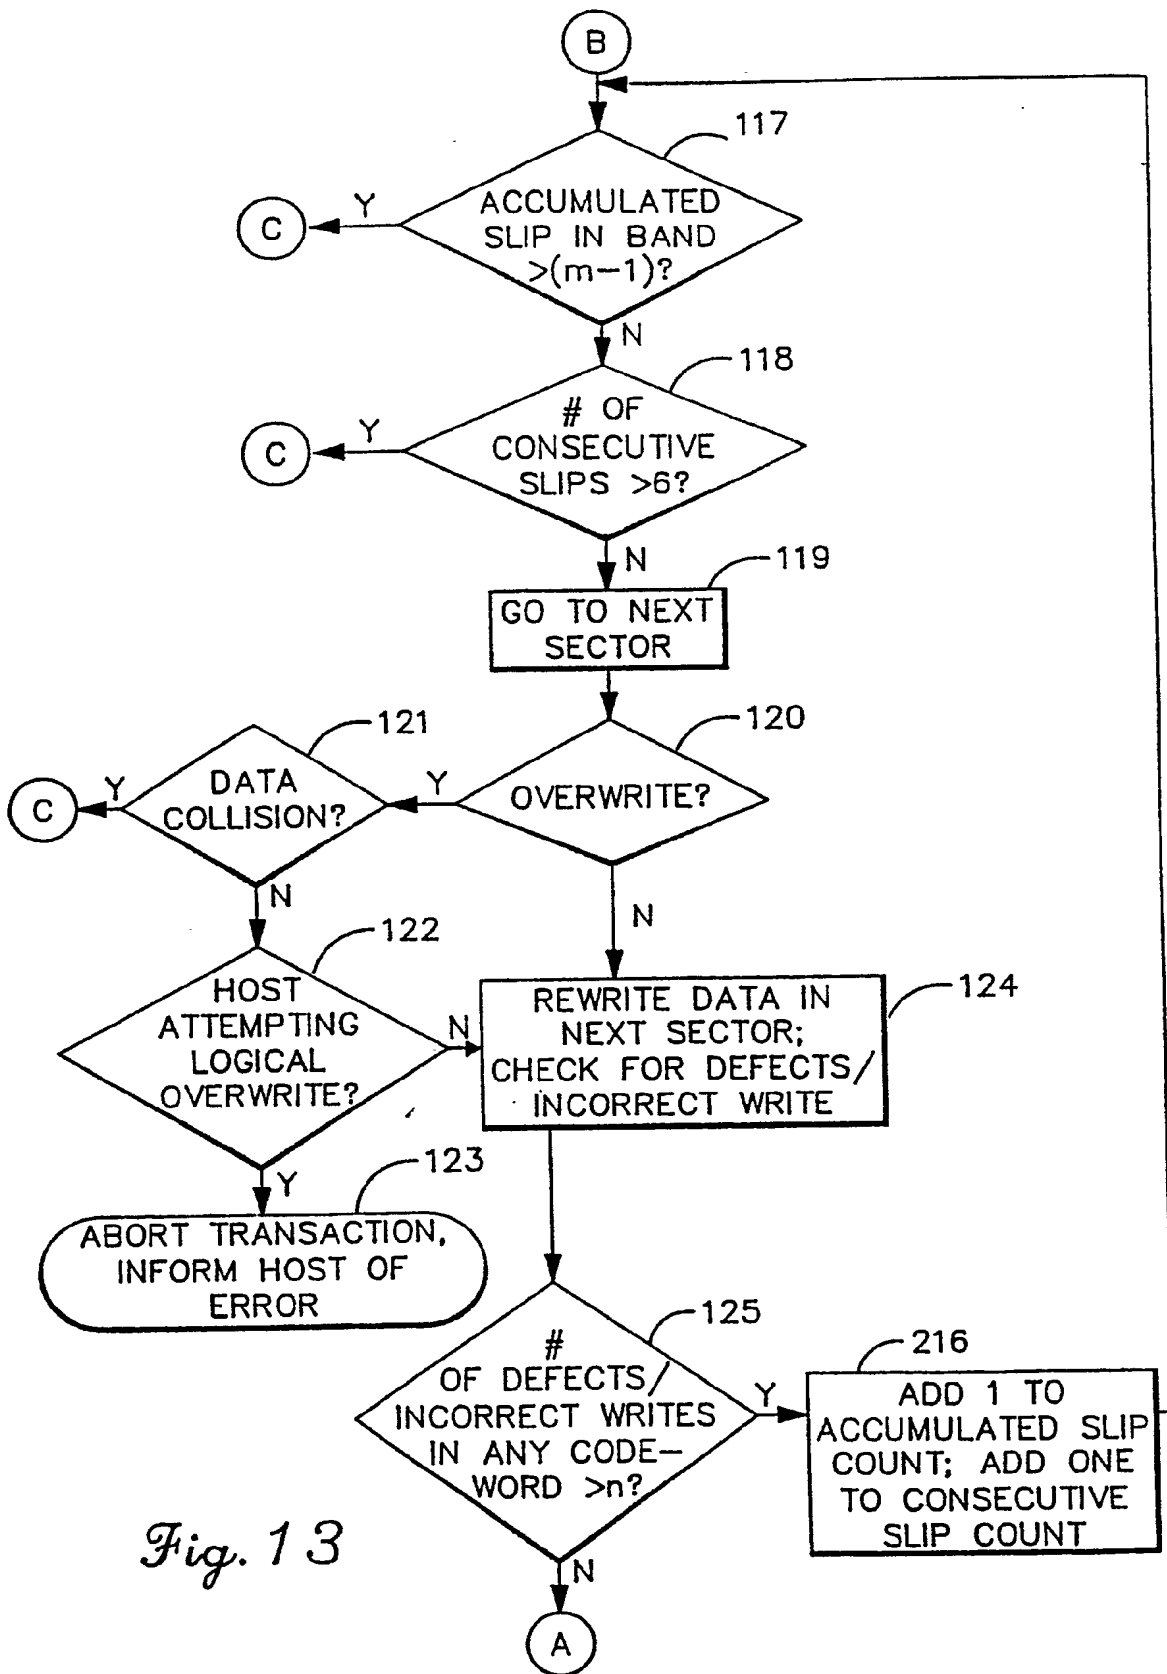 B
117
ACCUMULATED
SLIP IN BAND
>(m-1)?
Y
C
N
118
# OF
CONSECUTIVE
SLIPS >6?
Y
C
N
119
GO TO NEXT
SECTOR
120
OVERWRITE?
Y
N
121
DATA
COLLISION?
Y
C
N
122
HOST
ATTEMPTING
LOGICAL
OVERWRITE?
N
Y
123
ABORT TRANSACTION,
INFORM HOST OF
ERROR
124
REWRITE DATA IN
NEXT SECTOR;
CHECK FOR DEFECTS/
INCORRECT WRITE
125
#
OF DEFECTS/
INCORRECT WRITES
IN ANY CODE-
WORD >n?
Y
216
ADD 1 TO
ACCUMULATED SLIP
COUNT; ADD ONE
TO CONSECUTIVE
SLIP COUNT
N
A
Fig. 13